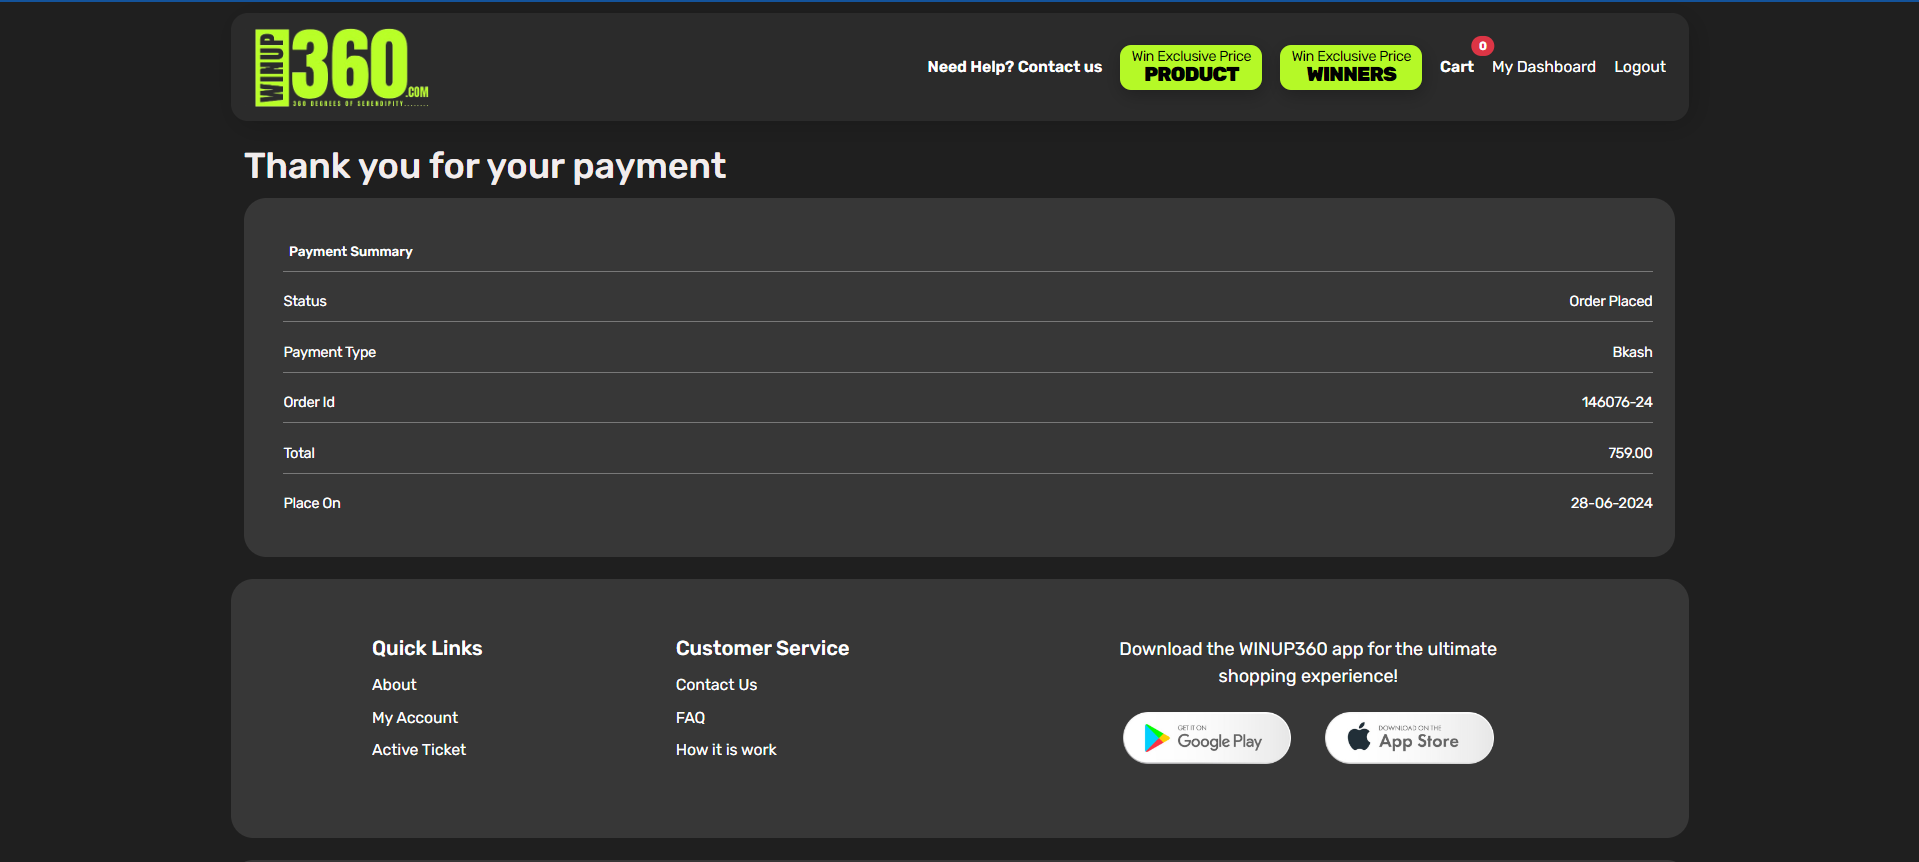 WINUP
360
.COM
360 DEGREES OF SERENDIPITY........
Need Help? Contact us
Win Exclusive Price
PRODUCT
Win Exclusive Price
WINNERS
0
Cart
My Dashboard
Logout
Thank you for your payment
Payment Summary
Status Order Placed
Payment Type Bkash
Order Id 146076-24
Total 759.00
Place On 28-06-2024
Quick Links
About
My Account
Active Ticket
Customer Service
Contact Us
FAQ
How it is work
Download the WINUP360 app for the ultimate
shopping experience!
GET IT ON
Google Play
DOWNLOAD ON THE
App Store